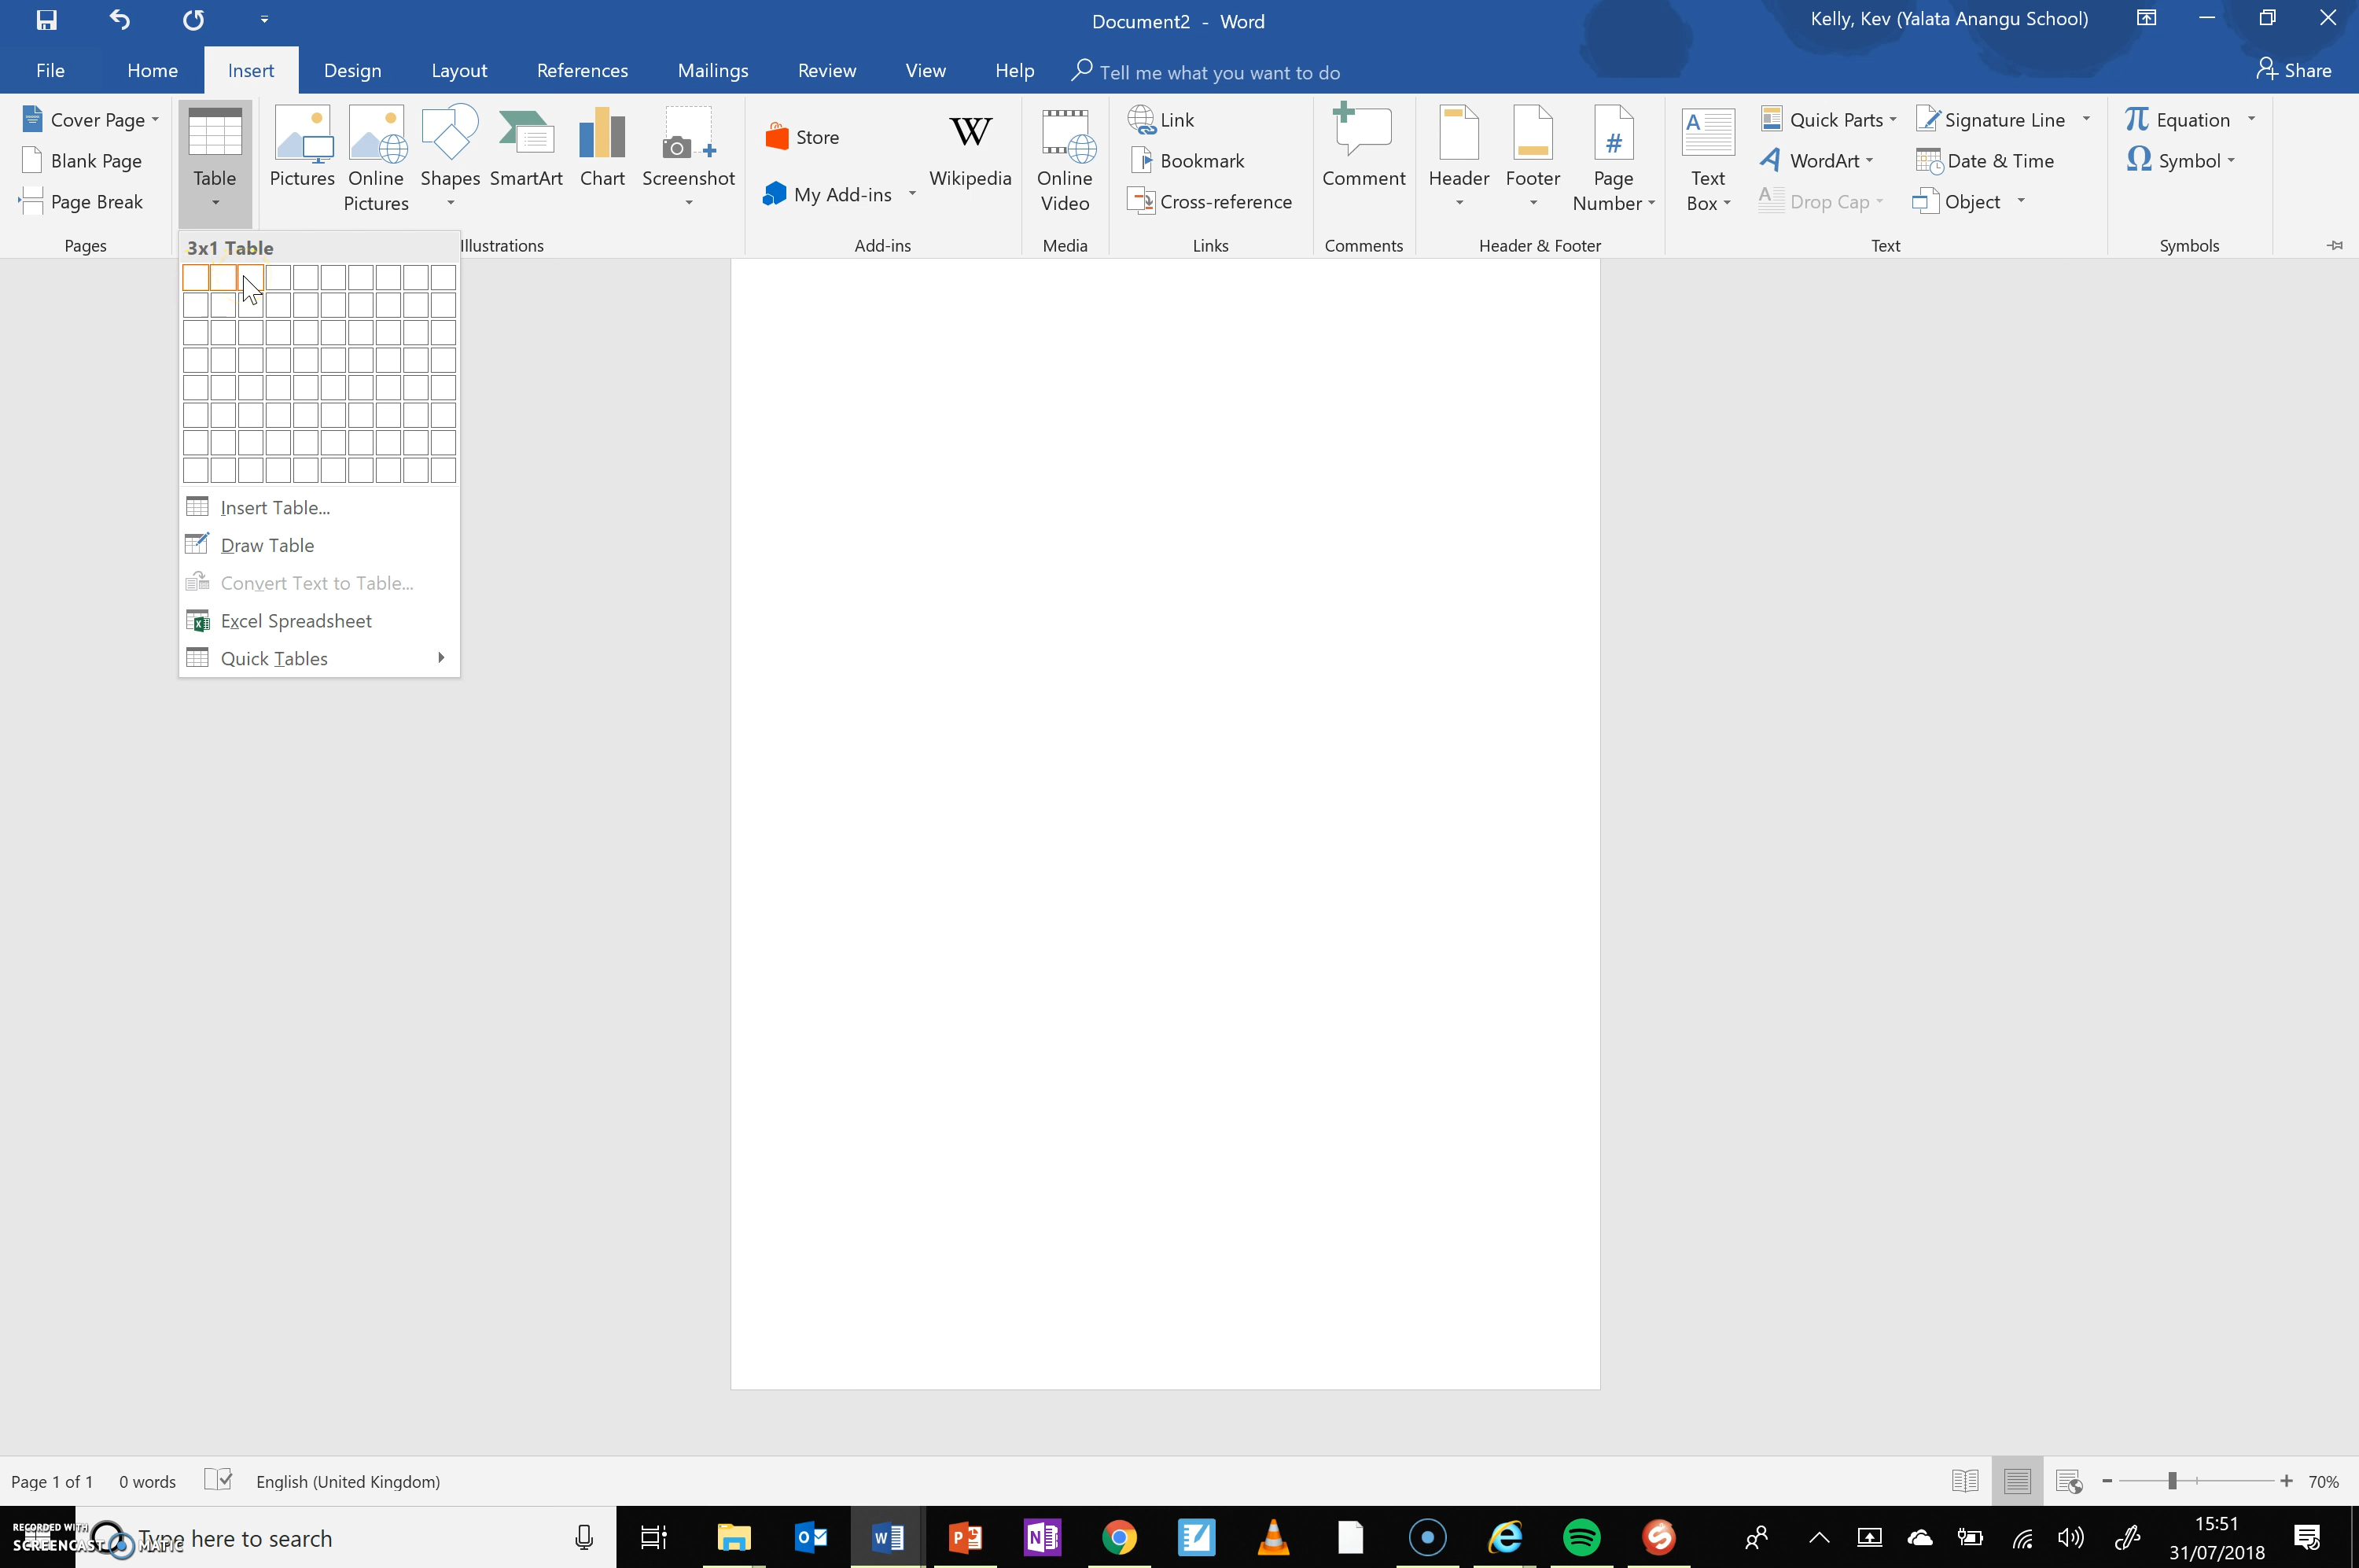 Document2 - Word
Kelly, Kev (Yalata Anangu School)
File Home Insert Design Layout References Mailings Review View Help Tell me what you want to do Share
Cover Page
Blank Page
Page Break
Pages
Table
Pictures
Online Pictures
Shapes
SmartArt
Chart
Screenshot
Illustrations
Store
My Add-ins
W
Wikipedia
Add-ins
Online Video
Media
Link
Bookmark
Cross-reference
Links
Comment
Comments
Header
Footer
# Page Number
Header & Footer
A
Text Box
Quick Parts
WordArt
Drop Cap
Signature Line
Date & Time
Object
Text
π Equation
Ω Symbol
Symbols
3x1 Table
Insert Table...
Draw Table
Convert Text to Table...
Excel Spreadsheet
Quick Tables
Page 1 of 1 0 words English (United Kingdom) 70%
RECORDED WITH
SCREENCAST MATIC
Type here to search
15:51
31/07/2018